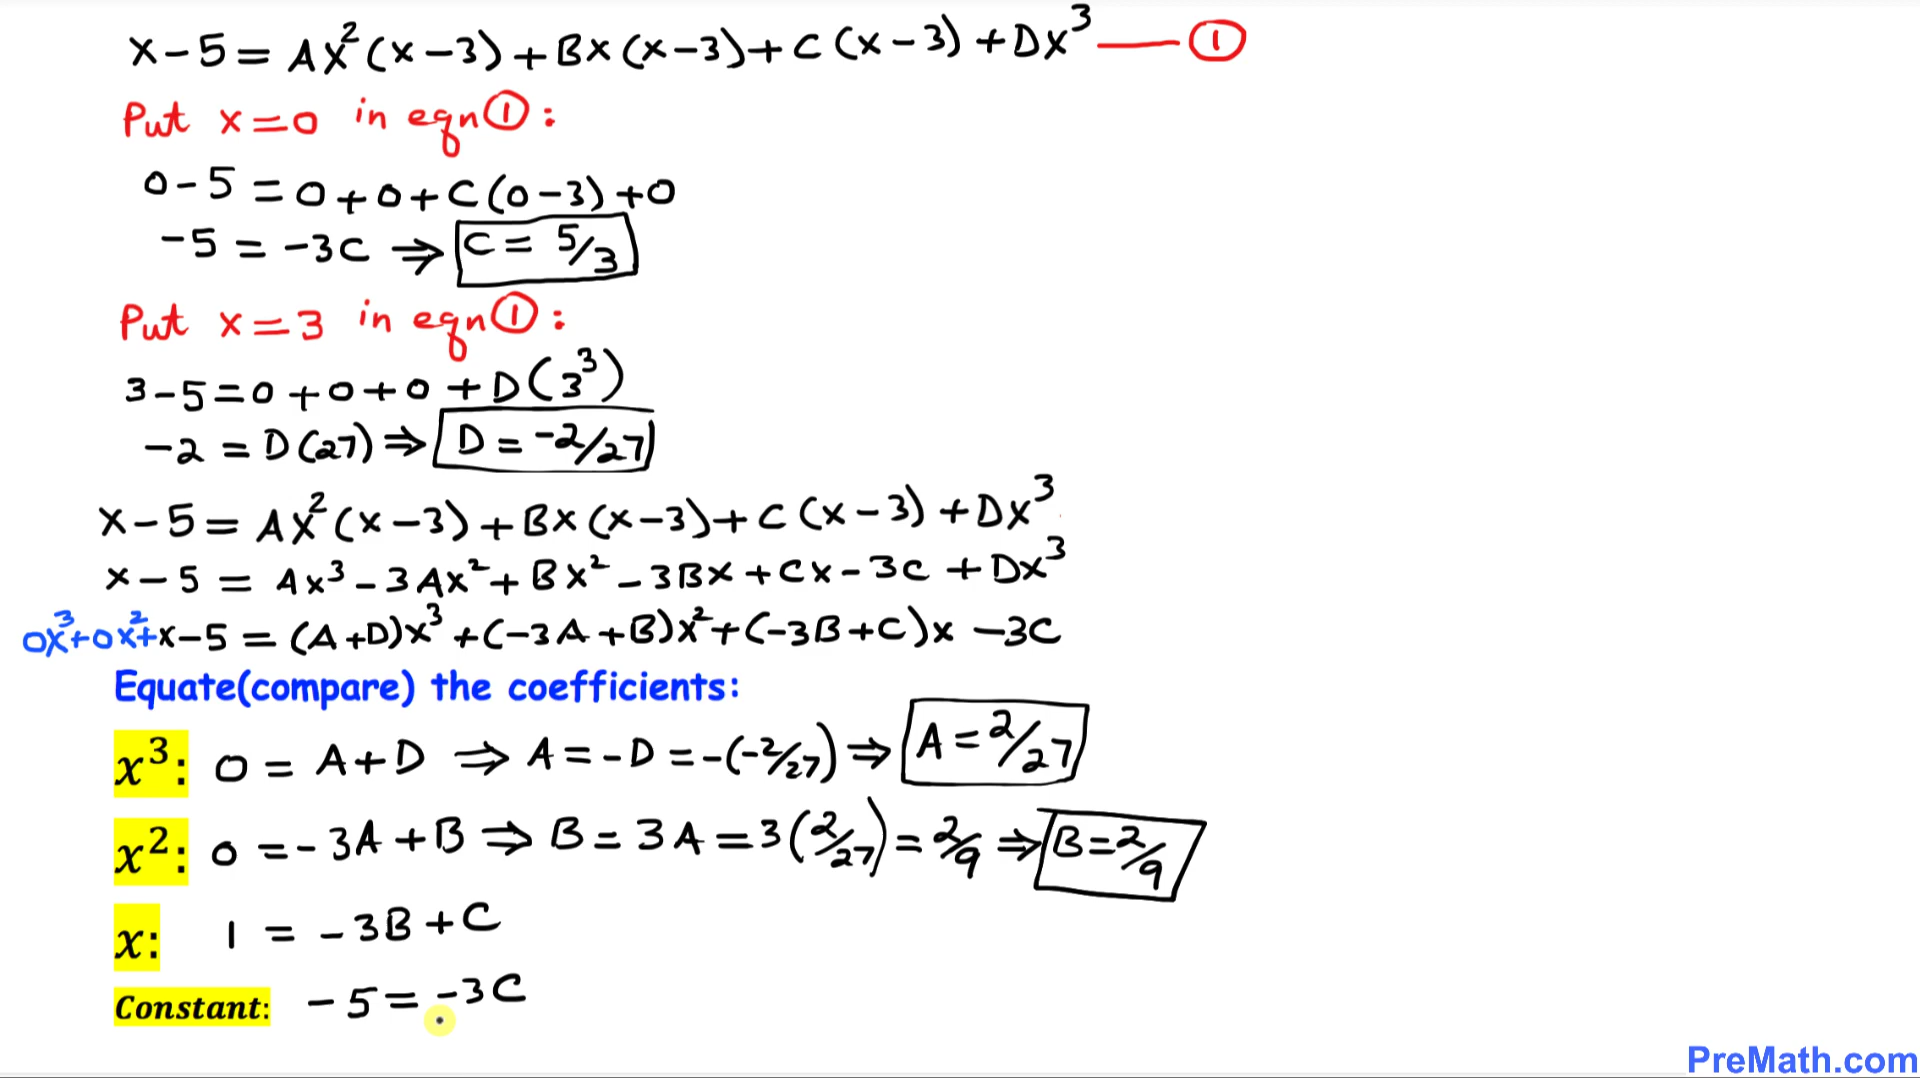 x-5 = Ax²(x-3)+Bx(x-3)+C(x-3)+Dx³ —— ①
Put x=0 in eqn①:
0-5 = 0+0+C(0-3)+0
-5 = -3C ⇒ C = 5/3
Put x=3 in eqn①:
3-5=0+0+0+D(3³)
-2 = D(27) ⇒ D = -2/27
x-5 = Ax²(x-3)+Bx(x-3)+C(x-3)+Dx³
x-5 = Ax³-3Ax²+Bx²-3Bx+Cx-3C+Dx³
0x³+0x²+x-5 = (A+D)x³+(-3A+B)x²+(-3B+C)x-3C
Equate(compare) the coefficients:
x³: 0 = A+D ⇒ A = -D = -(-2/27) ⇒ A = 2/27
x²: 0 = -3A+B ⇒ B = 3A = 3(2/27) = 2/9 ⇒ B = 2/9
x: 1 = -3B+C
Constant: -5 = -3C
PreMath.com